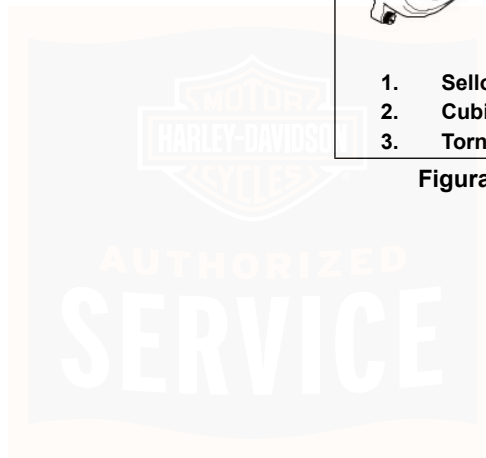 1. Sello
2. Cubi
3. Torn
Figura
MOTOR
HARLEY-DAVIDSON
CYCLES
AUTHORIZED
SERVICE